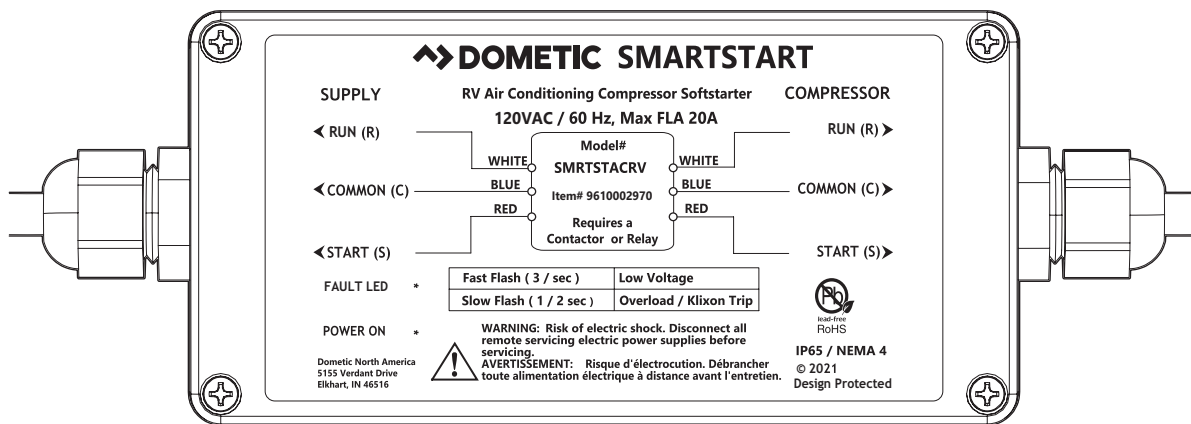 DOMETIC SMARTSTART
SUPPLY
RV Air Conditioning Compressor Softstarter
COMPRESSOR
120VAC / 60 Hz, Max FLA 20A
RUN (R)
RUN (R)
Model#
WHITE
SMRTSTACRV
WHITE
COMMON (C)
BLUE
Item# 9610002970
BLUE
COMMON (C)
RED
RED
Requires a
Contactor or Relay
START (S)
START (S)
FAULT LED *
Fast Flash ( 3 / sec ) Low Voltage
Slow Flash ( 1 / 2 sec ) Overload / Klixon Trip
POWER ON *
Pb
lead-free
RoHS
WARNING: Risk of electric shock. Disconnect all
remote servicing electric power supplies before
servicing.
AVERTISSEMENT: Risque d'électrocution. Débrancher
toute alimentation électrique à distance avant l'entretien.
Dometic North America
5155 Verdant Drive
Elkhart, IN 46516
IP65 / NEMA 4
© 2021
Design Protected